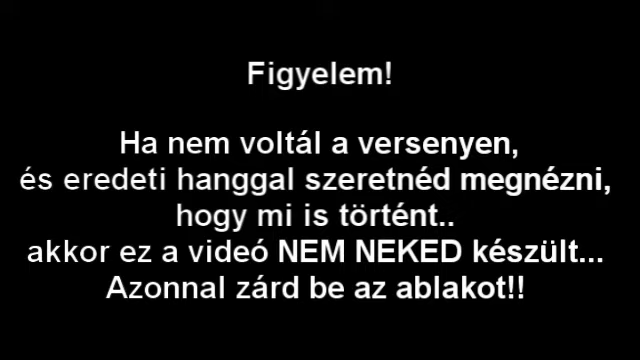 Figyelem!
Ha nem voltál a versenyen,
és eredeti hanggal szeretnéd megnézni,
hogy mi is történt..
akkor ez a videó NEM NEKED készült...
Azonnal zárd be az ablakot!!